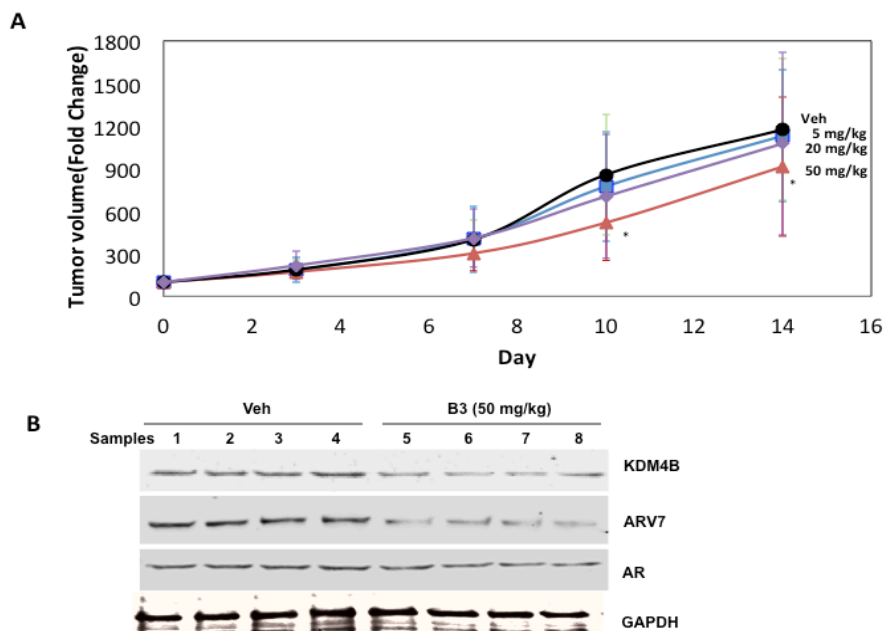 A
Tumor volume(Fold Change)
1800
1500
1200
900
600
300
0
0 2 4 6 8 10 12 14 16
Day
Veh
5 mg/kg
20 mg/kg
50 mg/kg
*
*
B
Veh B3 (50 mg/kg)
Samples 1 2 3 4 5 6 7 8
KDM4B
ARV7
AR
GAPDH